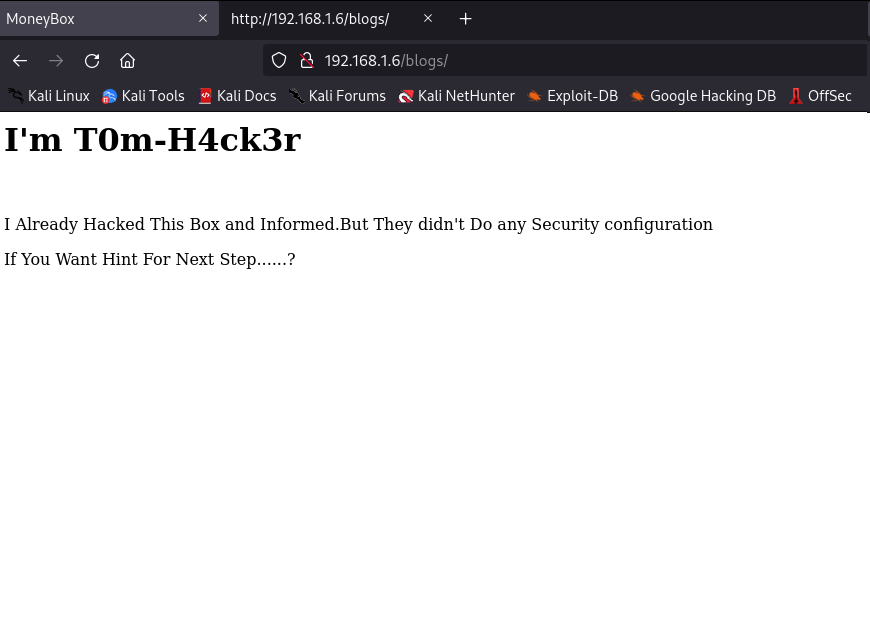 MoneyBox
http://192.168.1.6/blogs/
192.168.1.6/blogs/
Kali Linux Kali Tools Kali Docs Kali Forums Kali NetHunter Exploit-DB Google Hacking DB OffSec
I'm T0m-H4ck3r
I Already Hacked This Box and Informed.But They didn't Do any Security configuration
If You Want Hint For Next Step......?